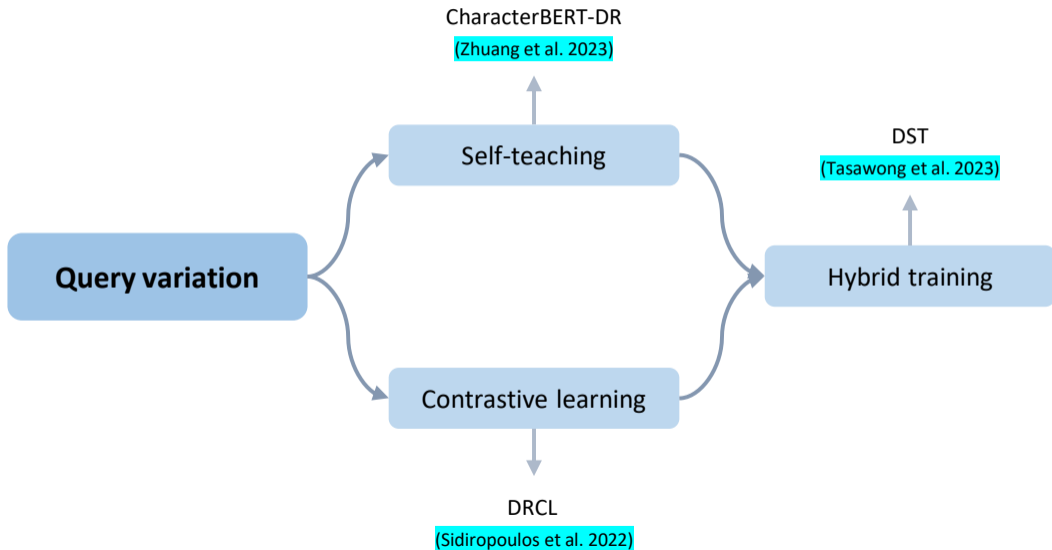 CharacterBERT-DR
(Zhuang et al. 2023)
Self-teaching
DST
(Tasawong et al. 2023)
Query variation
Hybrid training
Contrastive learning
DRCL
(Sidiropoulos et al. 2022)